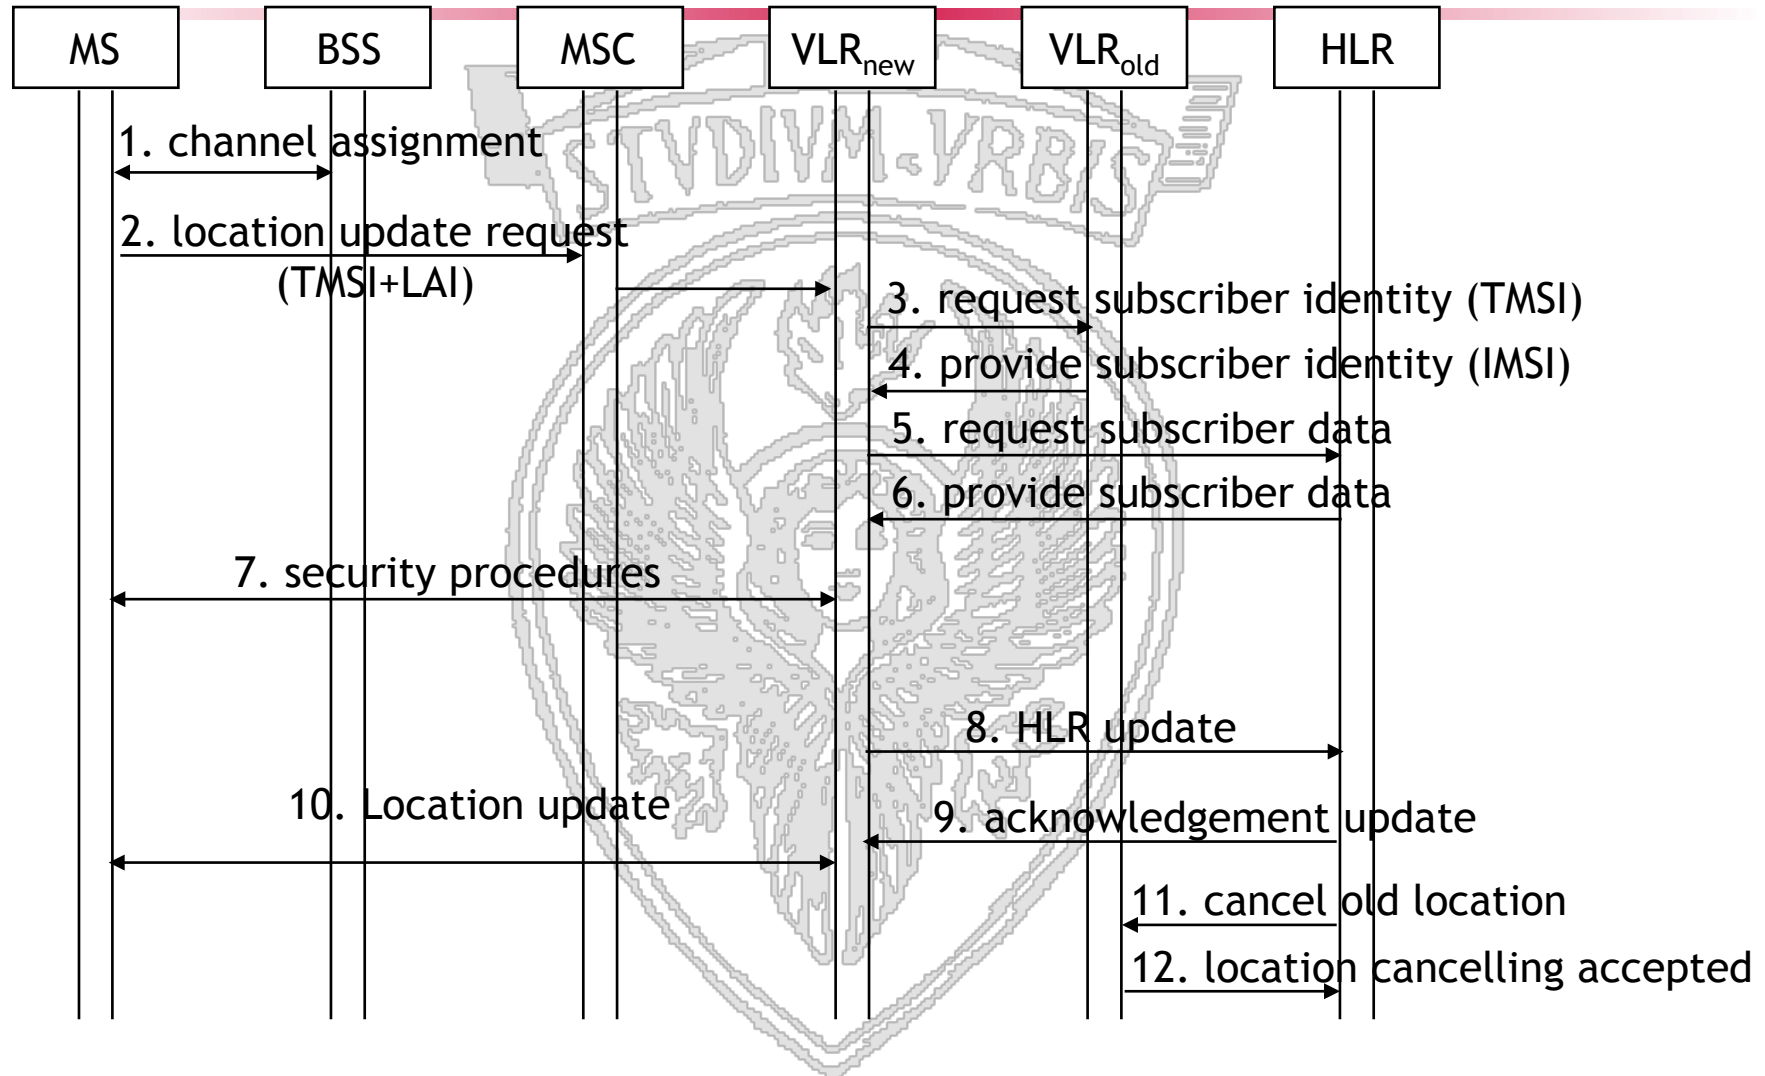 MS
BSS
MSC
VLRnew
VLRold
HLR
STVDIVM VRBIS
1. channel assignment
2. location update request
(TMSI+LAI)
3. request subscriber identity (TMSI)
4. provide subscriber identity (IMSI)
5. request subscriber data
6. provide subscriber data
7. security procedures
8. HLR update
10. Location update
9. acknowledgement update
11. cancel old location
12. location cancelling accepted